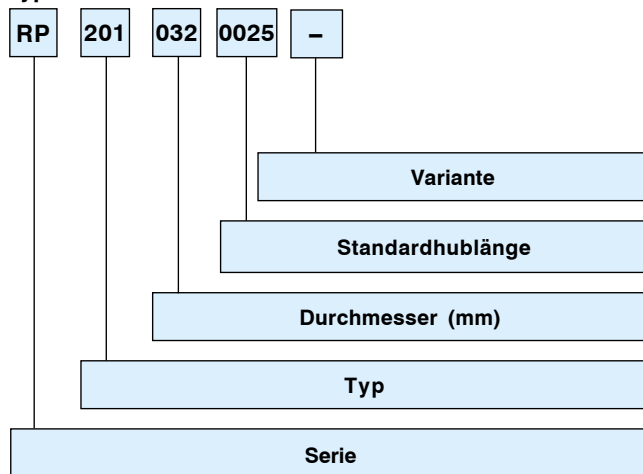 RP 201 032 0025 –
Variante
Standardhublänge
Durchmesser (mm)
Typ
Serie